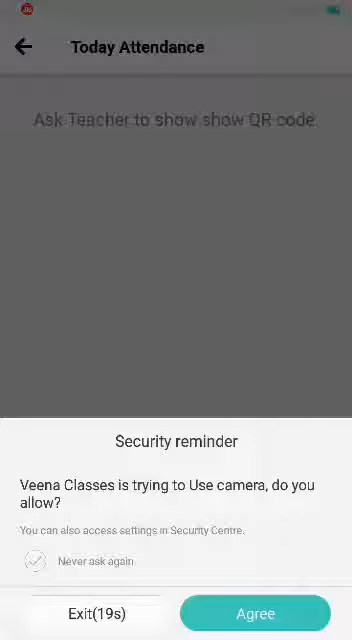 Today Attendance
Ask Teacher to show show QR code.
Security reminder
Veena Classes is trying to Use camera, do you
allow?
You can also access settings in Security Centre.
Never ask again
Exit(19s)
Agree